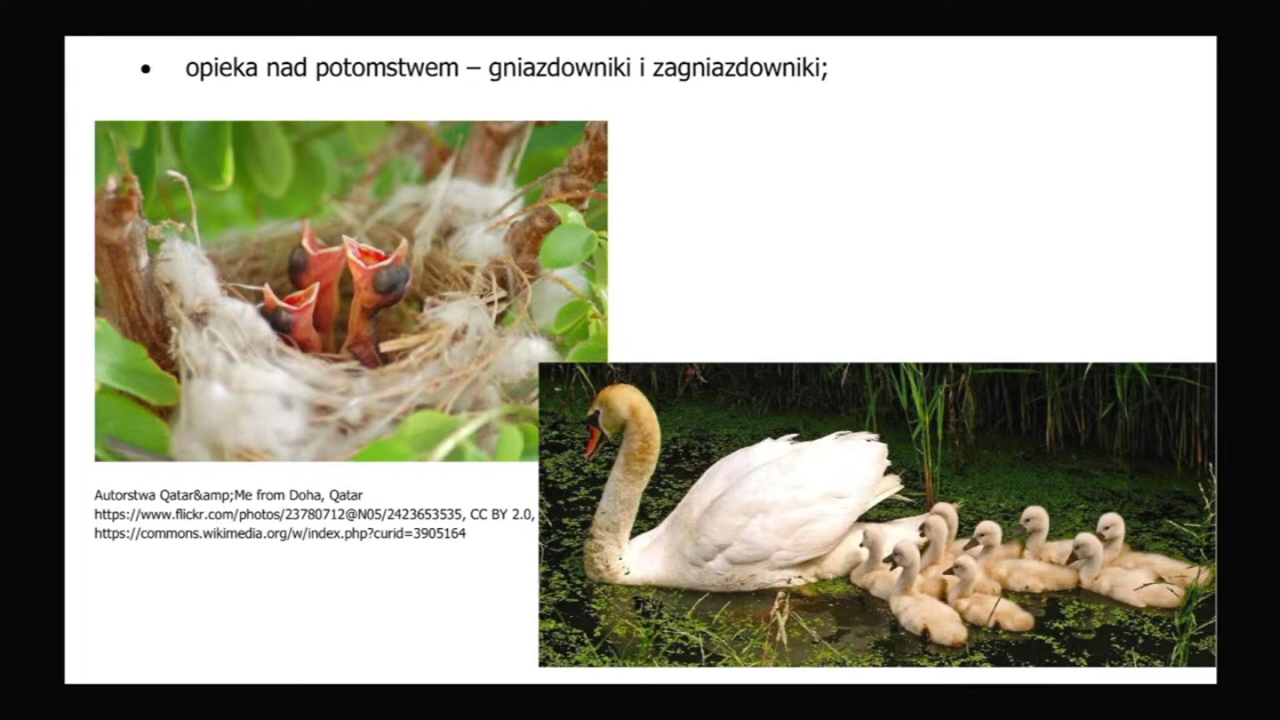 • opieka nad potomstwem – gniazdowniki i zagniazdowniki;
Autorstwa Qatar&amp;Me from Doha, Qatar
https://www.flickr.com/photos/23780712@N05/2423653535, CC BY 2.0,
https://commons.wikimedia.org/w/index.php?curid=3905164